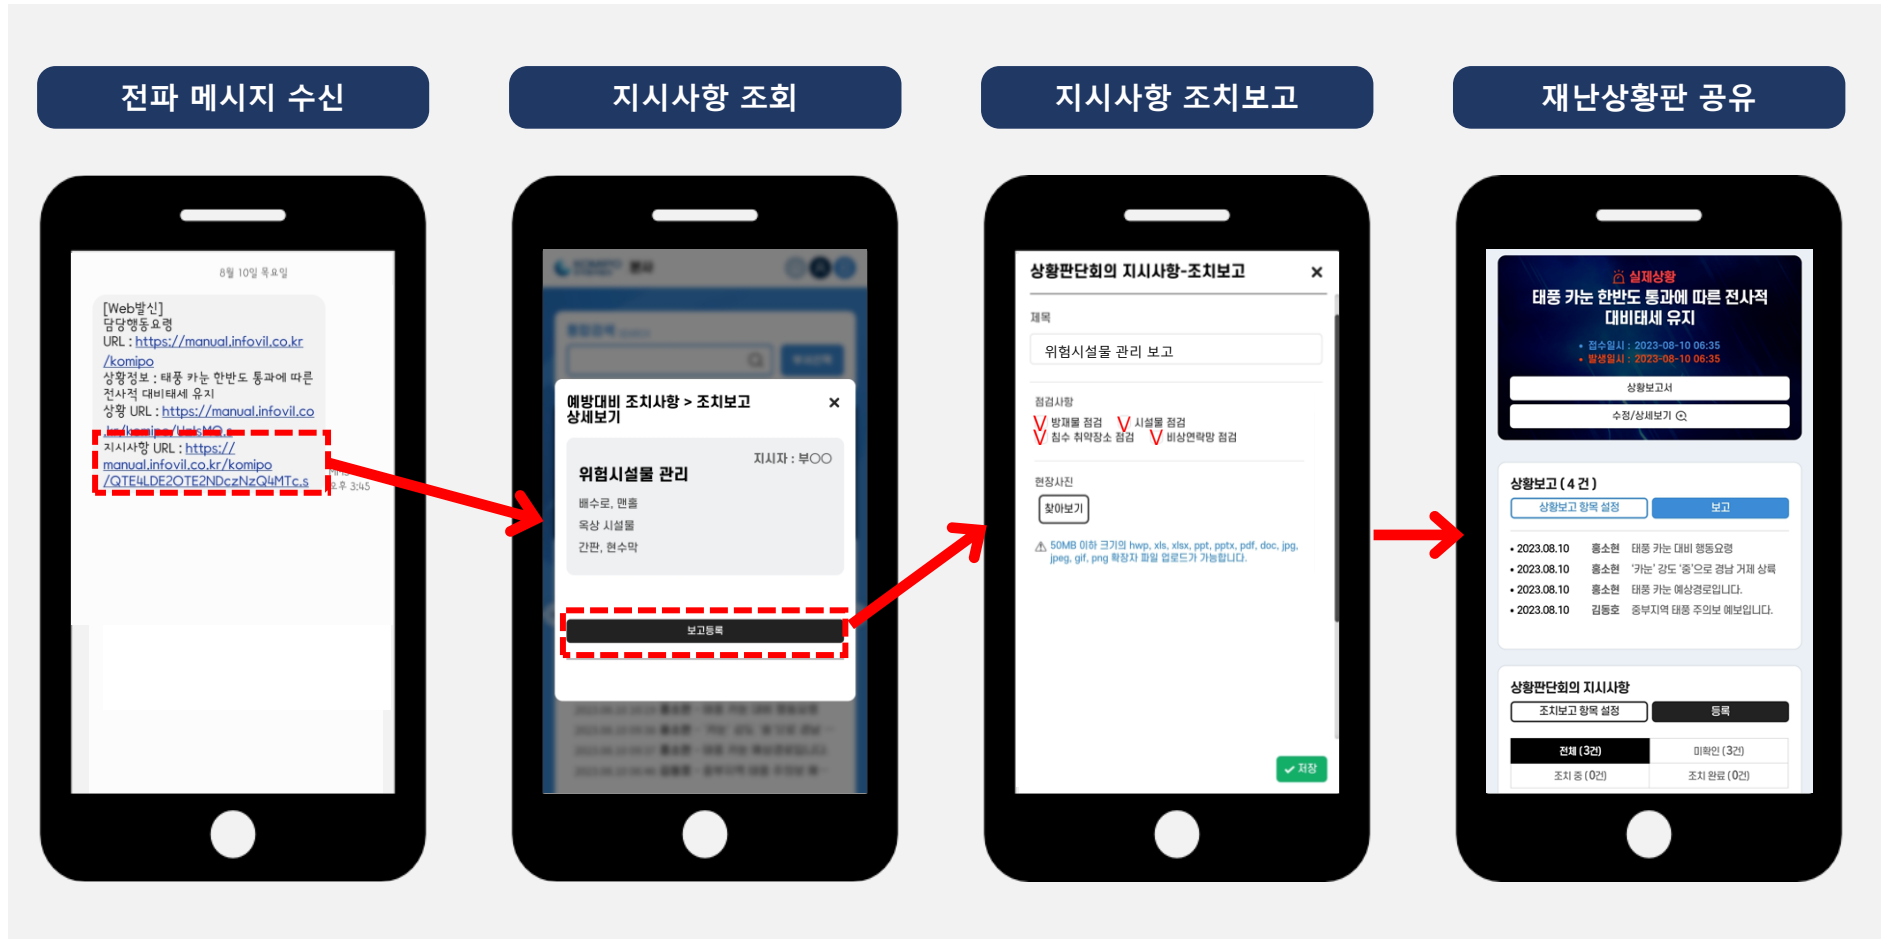 전파 메시지 수신
8월 10일 목요일
[Web발신]
담당행동요령
URL : https://manual.infovil.co.kr
/komipo
상황정보 : 태풍 카눈 한반도 통과에 따른
전사적 대비태세 유지
상황 URL : https://manual.infovil.co
지시사항 URL : https://
manual.infovil.co.kr/komipo
/QTE4LDE2OTE2NDczNzQ4MTc.s
오후 3:45
지시사항 조회
KOMIPO 본사
예방대비 조치사항 > 조치보고
상세보기
지시자 : 부○○
위험시설물 관리
배수로, 맨홀
옥상 시설물
간판, 현수막
보고등록
지시사항 조치보고
상황판단회의 지시사항-조치보고
제목
위험시설물 관리 보고
점검사항
V 방재물 점검 V 시설물 점검
V 침수 취약장소 점검 V 비상연락망 점검
현장사진
찾아보기
50MB 이하 크기의 hwp, xls, xlsx, ppt, pptx, pdf, doc, jpg,
jpeg, gif, png 확장자 파일 업로드가 가능합니다.
저장
재난상황판 공유
실제상황
태풍 카눈 한반도 통과에 따른 전사적
대비태세 유지
• 접수일시 : 2023-08-10 06:35
• 발생일시 : 2023-08-10 06:35
상황보고서
수정/상세보기
상황보고 ( 4 건 )
상황보고 항목 설정 보고
• 2023.08.10 홍소현 태풍 카눈 대비 행동요령
• 2023.08.10 홍소현 '카눈' 강도 '중'으로 경남 거제 상륙
• 2023.08.10 홍소현 태풍 카눈 예상경로입니다.
• 2023.08.10 김동호 중부지역 태풍 주의보 예보입니다.
상황판단회의 지시사항
조치보고 항목 설정 등록
전체 (3건) 미확인 (3건)
조치 중 (0건) 조치 완료 (0건)